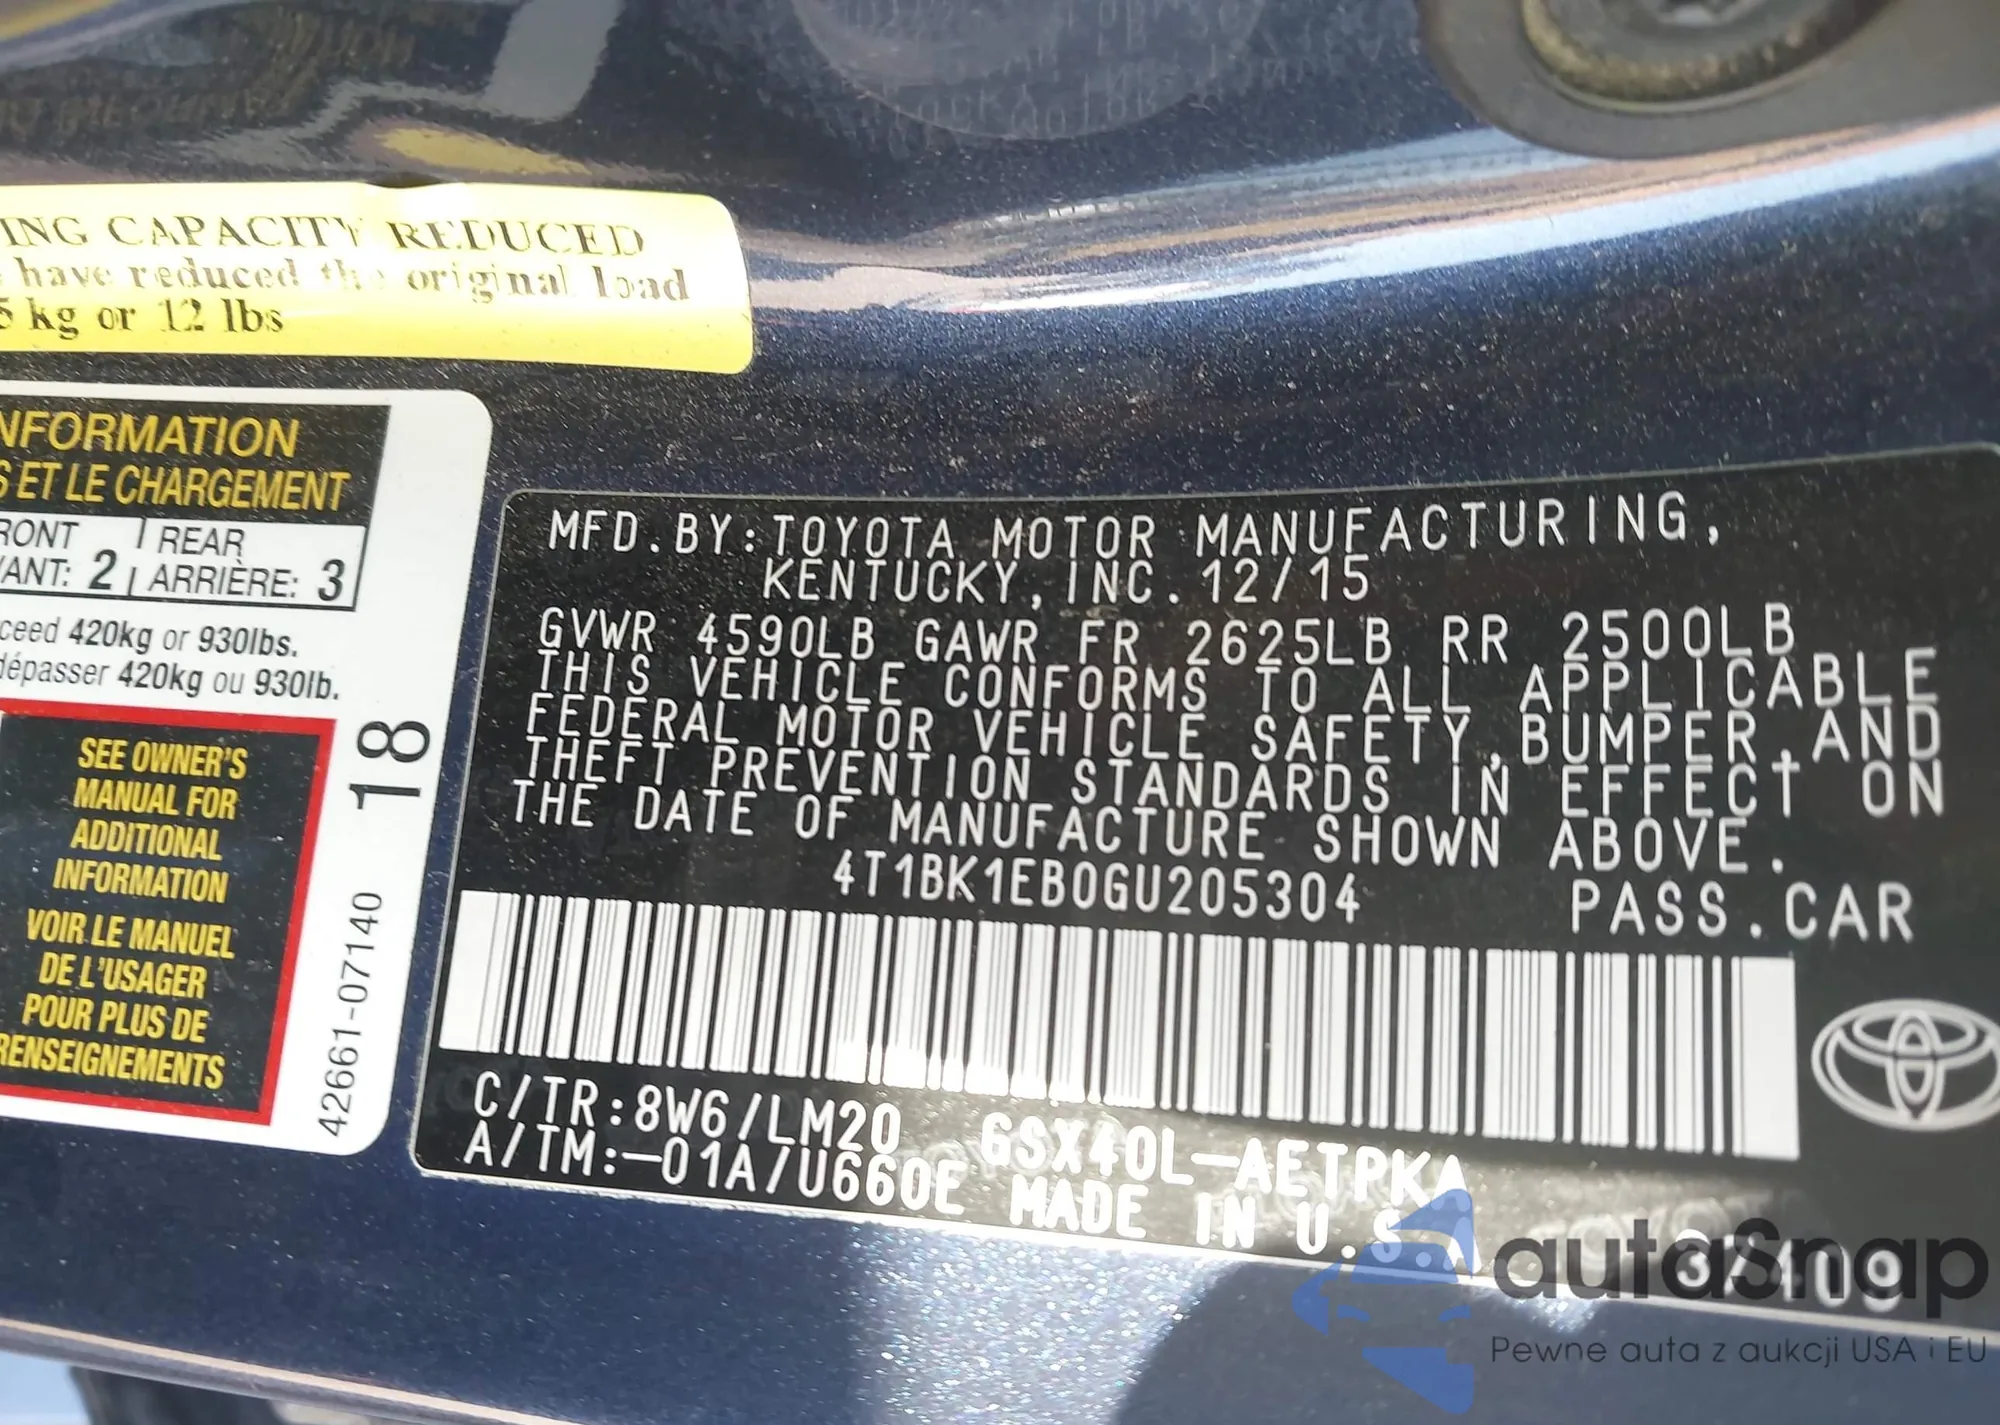 ING CAPACITY REDUCED
have reduced the original load
5 kg or 12 lbs
NFORMATION
S ET LE CHARGEMENT
RONT REAR
VANT: 2 ARRIÈRE: 3
ceed 420kg or 930lbs.
dépasser 420kg ou 930lb.
SEE OWNER'S
MANUAL FOR
ADDITIONAL
INFORMATION
VOIR LE MANUEL
DE L'USAGER
POUR PLUS DE
RENSEIGNEMENTS
18
42661-07140
MFD.BY:TOYOTA MOTOR MANUFACTURING,
KENTUCKY,INC.12/15
GVWR 4590LB GAWR FR 2625LB RR 2500LB
THIS VEHICLE CONFORMS TO ALL APPLICABLE
FEDERAL MOTOR VEHICLE SAFETY,BUMPER,AND
THEFT PREVENTION STANDARDS IN EFFECT ON
THE DATE OF MANUFACTURE SHOWN ABOVE.
4T1BK1EB0GU205304 PASS.CAR
C/TR:8W6/LM20 GSX40L-AETPKA
A/TM:-01A/U660E MADE IN U.S.A
37409
autaSnap
Pewne auta z aukcji USA i EU